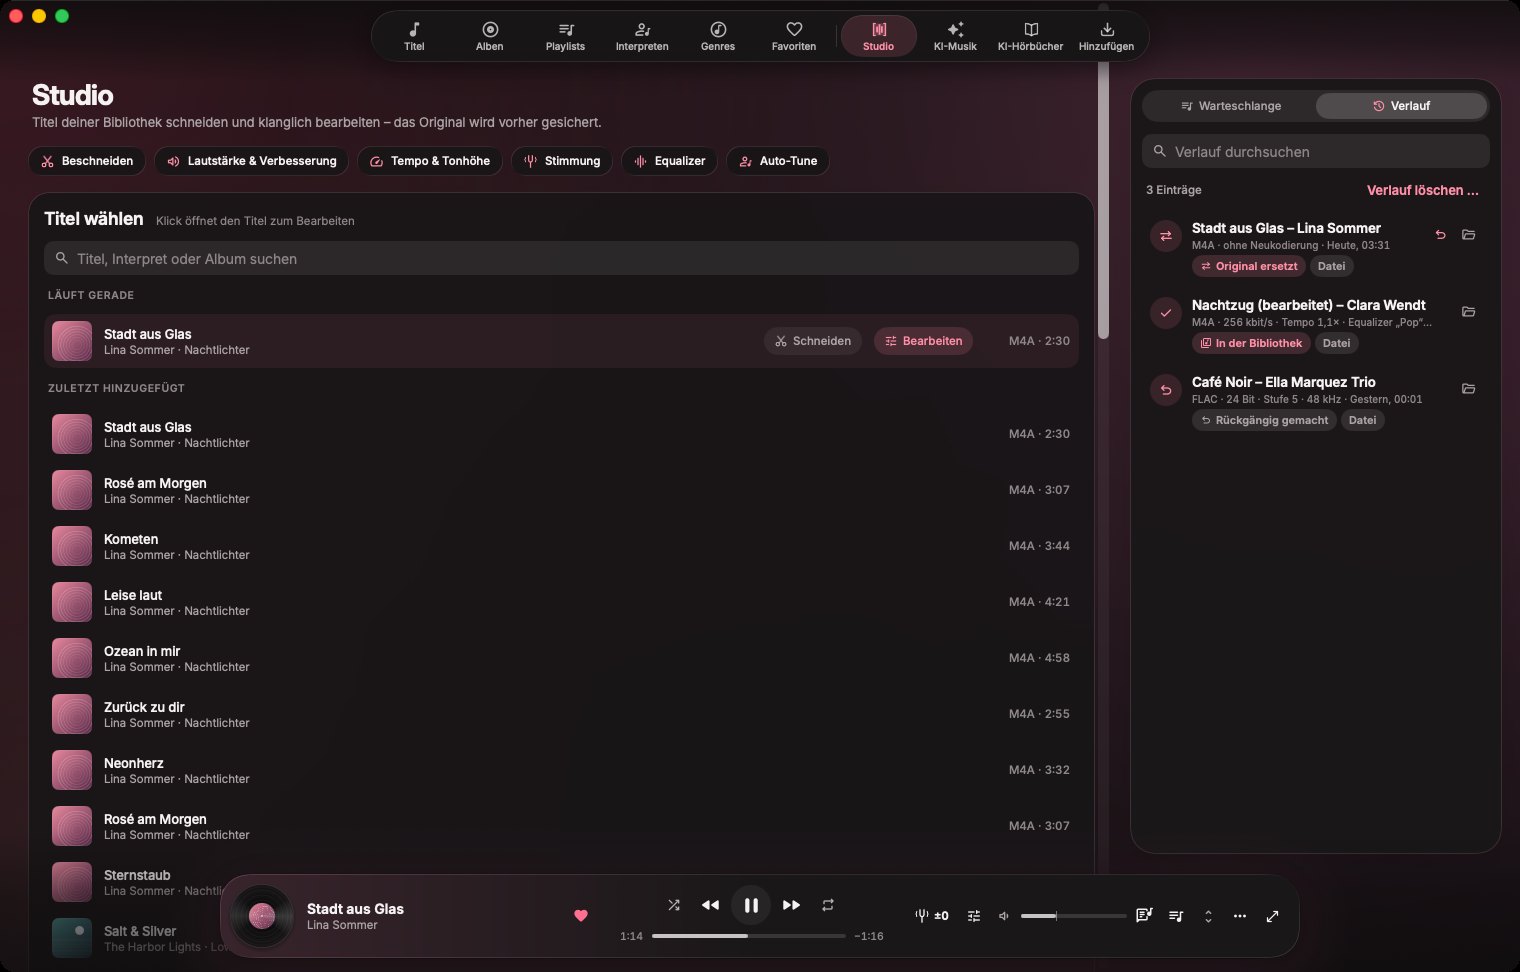 Titel
Alben
Playlists
Interpreten
Genres
Favoriten
Studio
KI-Musik
KI-Hörbücher
Hinzufügen
Studio
Titel deiner Bibliothek schneiden und klanglich bearbeiten – das Original wird vorher gesichert.
Beschneiden
Lautstärke & Verbesserung
Tempo & Tonhöhe
Stimmung
Equalizer
Auto-Tune
Titel wählen Klick öffnet den Titel zum Bearbeiten
Titel, Interpret oder Album suchen
LÄUFT GERADE
Stadt aus Glas
Lina Sommer · Nachtlichter
Schneiden
Bearbeiten
M4A · 2:30
ZULETZT HINZUGEFÜGT
Stadt aus Glas
Lina Sommer · Nachtlichter
M4A · 2:30
Rosé am Morgen
Lina Sommer · Nachtlichter
M4A · 3:07
Kometen
Lina Sommer · Nachtlichter
M4A · 3:44
Leise laut
Lina Sommer · Nachtlichter
M4A · 4:21
Ozean in mir
Lina Sommer · Nachtlichter
M4A · 4:58
Zurück zu dir
Lina Sommer · Nachtlichter
M4A · 2:55
Neonherz
Lina Sommer · Nachtlichter
M4A · 3:32
Rosé am Morgen
Lina Sommer · Nachtlichter
M4A · 3:07
Sternstaub
Lina Sommer ·
Salt & Silver
The Harbor Lights ·
Warteschlange
Verlauf
Verlauf durchsuchen
3 Einträge
Verlauf löschen ...
Stadt aus Glas – Lina Sommer
M4A · ohne Neukodierung · Heute, 03:31
Original ersetzt
Datei
Nachtzug (bearbeitet) – Clara Wendt
M4A · 256 kbit/s · Tempo 1,1× · Equalizer „Pop“...
In der Bibliothek
Datei
Café Noir – Ella Marquez Trio
FLAC · 24 Bit · Stufe 5 · 48 kHz · Gestern, 00:01
Rückgängig gemacht
Datei
Stadt aus Glas
Lina Sommer
1:14
−1:16
±0